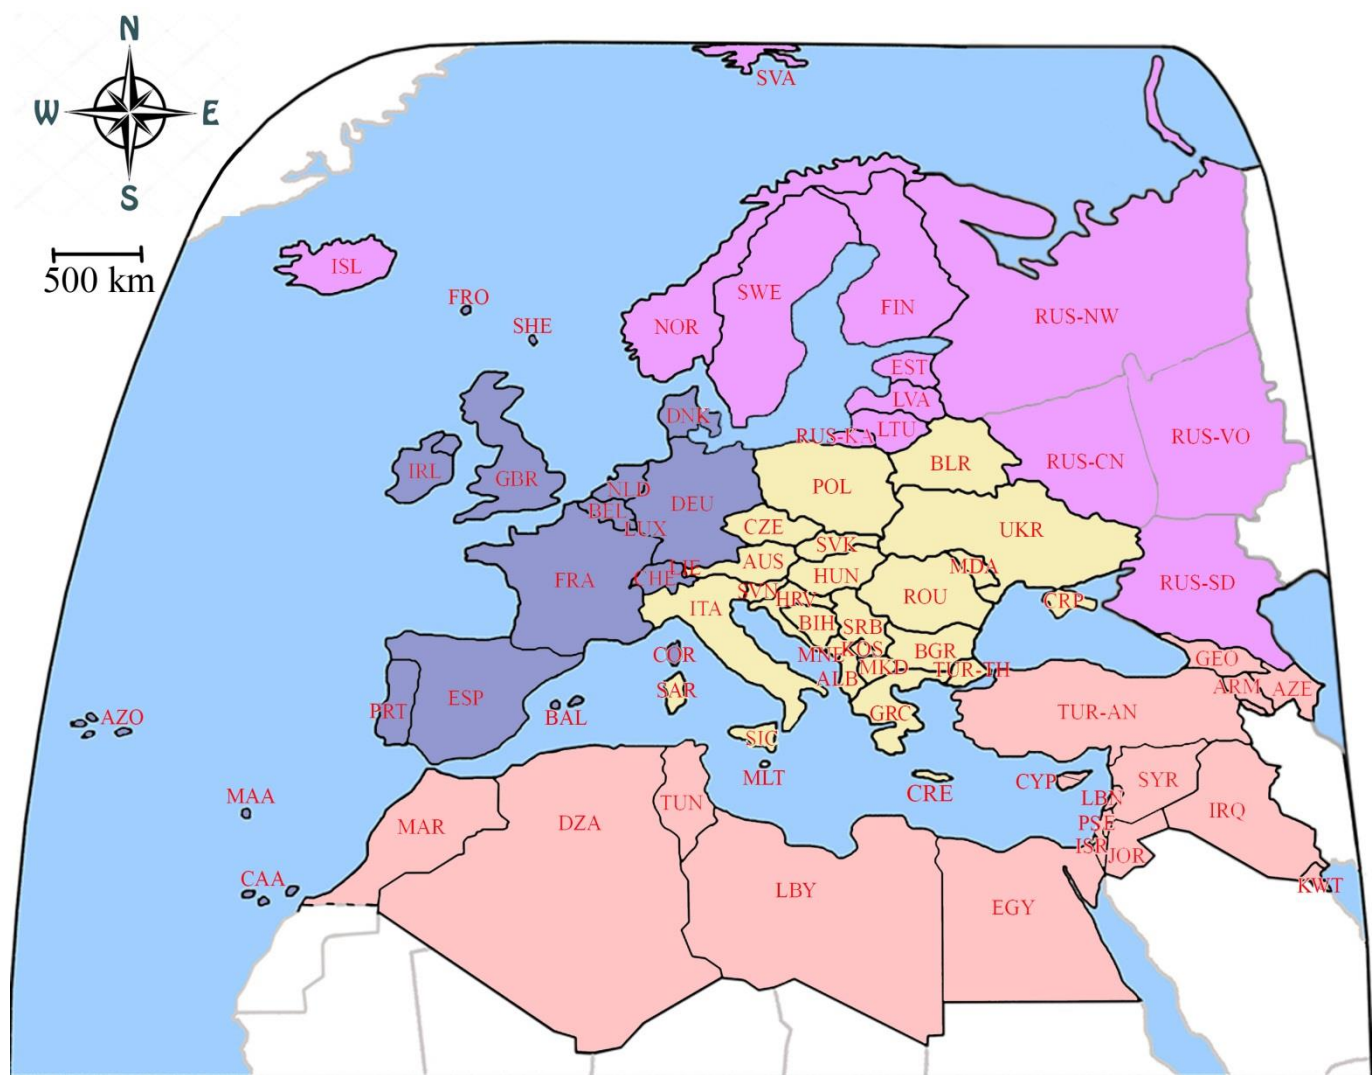 N
W E
S
500 km
SVA
ISL
FRO
SHE
NOR
SWE
FIN
RUS-NW
EST
LVA
LTU
RUS-KA
RUS-CN
RUS-VO
DNK
IRL
GBR
NLD
BEL
LUX
DEU
POL
BLR
CZE
SVK
UKR
AUS
LIE
CHE
FRA
HUN
MDA
RUS-SD
SVN
HRV
ITA
ROU
CRP
BIH
SRB
KOS
MNE
BGR
MKD
TUR-TH
ALB
COR
SAR
GRC
GEO
ARM
AZE
PRT
ESP
BAL
AZO
TUR-AN
SIC
MLT
CRE
CYP
SYR
LBN
IRQ
PSE
ISR
JOR
KWT
MAA
CAA
MAR
DZA
TUN
LBY
EGY